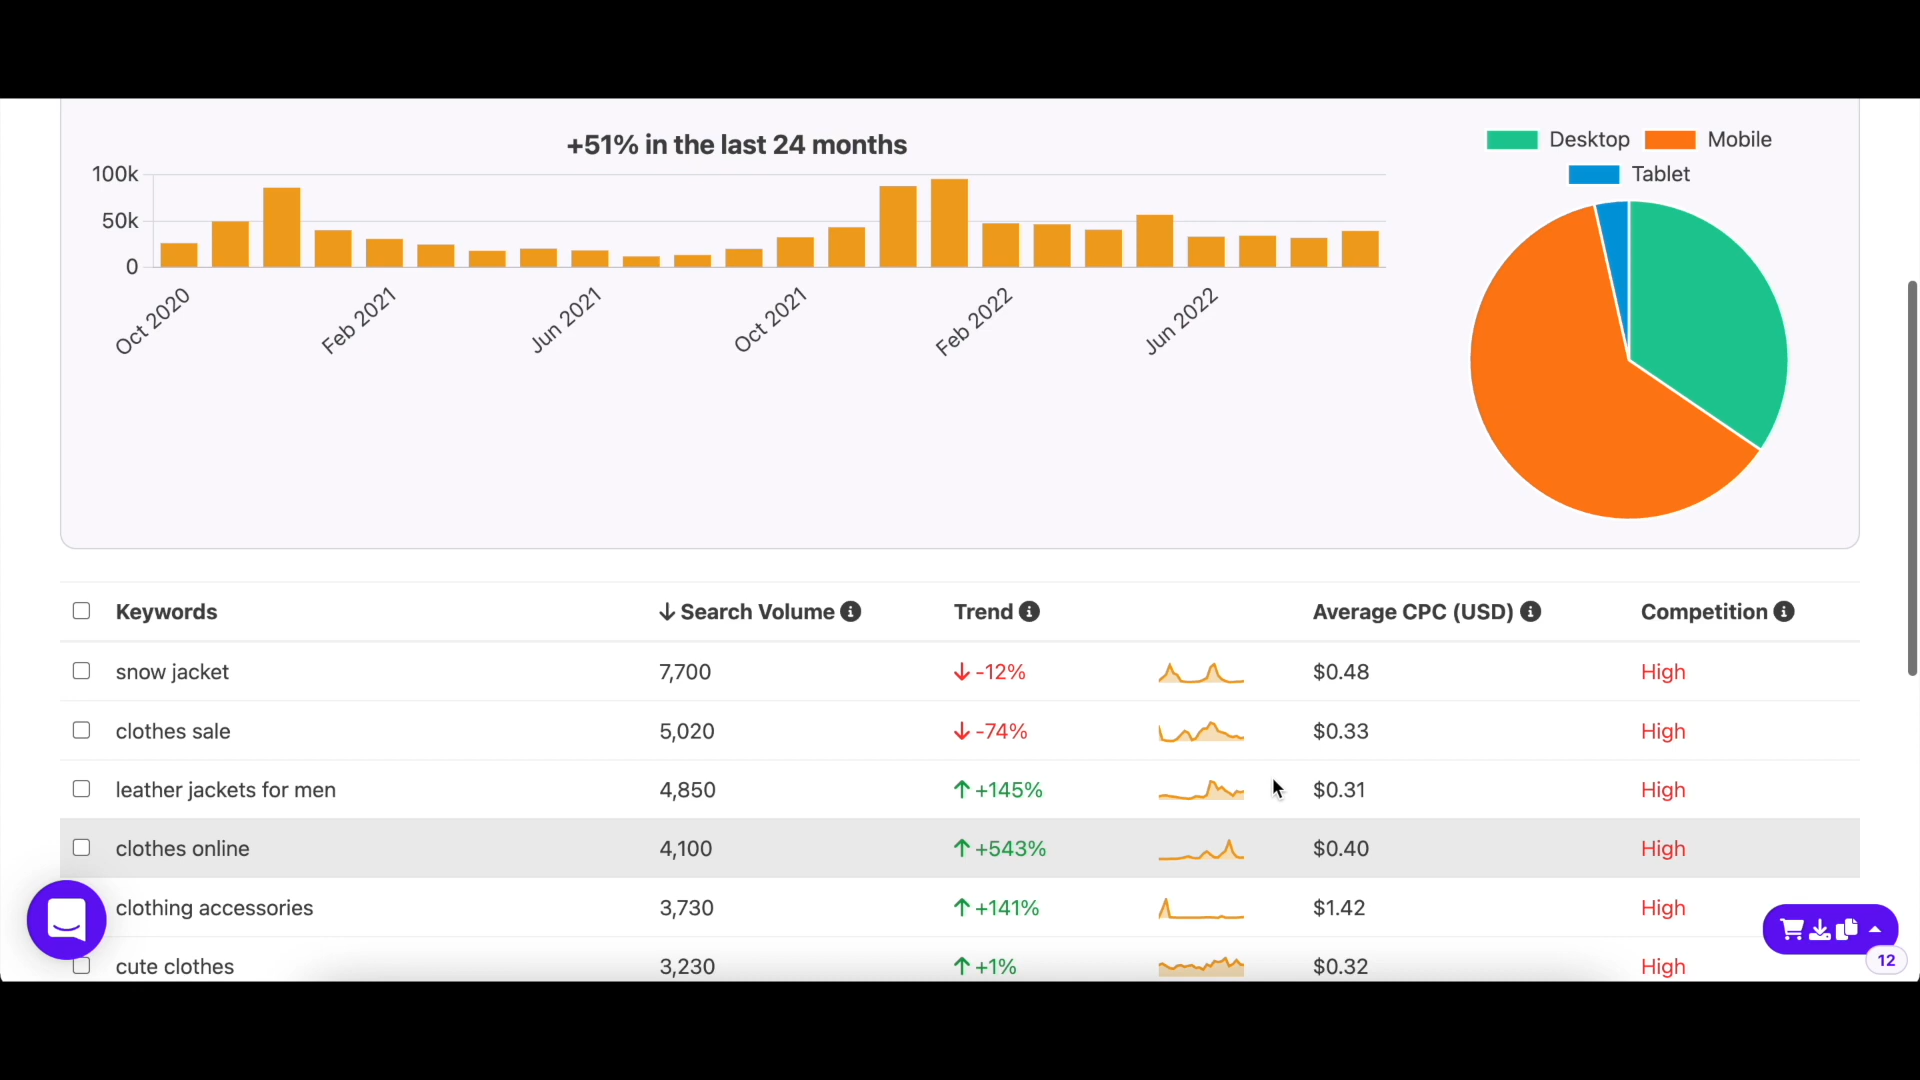 +51% in the last 24 months
Desktop Mobile
Tablet
100k
50k
0
Oct 2020 Feb 2021 Jun 2021 Oct 2021 Feb 2022 Jun 2022
Keywords Search Volume Trend Average CPC (USD) Competition
snow jacket 7,700 -12% $0.48 High
clothes sale 5,020 -74% $0.33 High
leather jackets for men 4,850 +145% $0.31 High
clothes online 4,100 +543% $0.40 High
clothing accessories 3,730 +141% $1.42 High
cute clothes 3,230 +1% $0.32 High
12